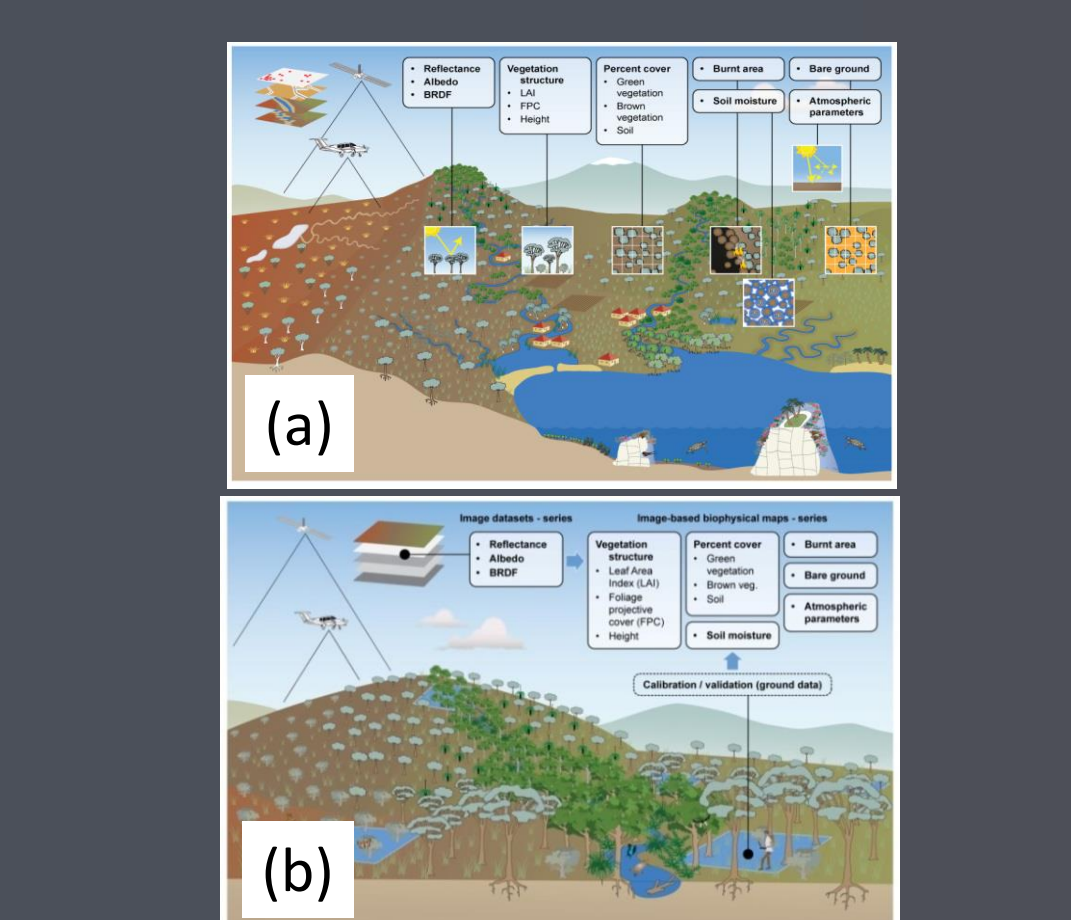 • Reflectance
• Albedo
• BRDF
Vegetation
structure
• LAI
• FPC
• Height
Percent cover
• Green
vegetation
• Brown
vegetation
• Soil
• Burnt area
• Soil moisture
• Bare ground
• Atmospheric
parameters
(a)
Image datasets - series
• Reflectance
• Albedo
• BRDF
Image-based biophysical maps - series
Vegetation
structure
• Leaf Area
Index (LAI)
• Foliage
projective
cover (FPC)
• Height
Percent cover
• Green
vegetation
• Brown veg.
• Soil
• Soil moisture
• Burnt area
• Bare ground
• Atmospheric
parameters
Calibration / validation (ground data)
(b)